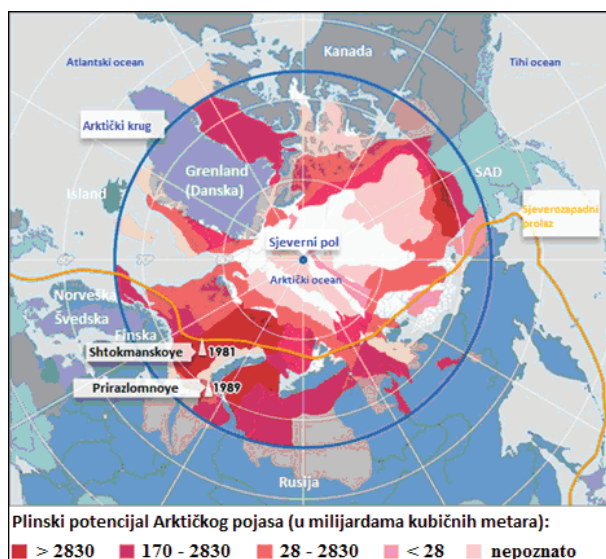 Kanada
Atlantski ocean
Tihi ocean
Arktički krug
Grenland
(Danska)
SAD
Island
Sjeverozapadni
prolaz
Sjeverni pol
Arktički ocean
Norveška
Švedska
Finska
Shtokmanskoye 1981
Prirazlomnoye 1989
Rusija
Plinski potencijal Arktičkog pojasa (u milijardama kubičnih metara):
> 2830 170 - 2830 28 - 2830 < 28 nepoznato